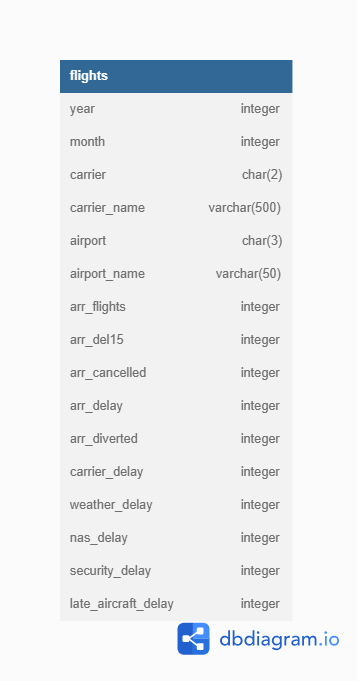 flights
year integer
month integer
carrier char(2)
carrier_name varchar(500)
airport char(3)
airport_name varchar(50)
arr_flights integer
arr_del15 integer
arr_cancelled integer
arr_delay integer
arr_diverted integer
carrier_delay integer
weather_delay integer
nas_delay integer
security_delay integer
late_aircraft_delay integer
dbdiagram.io